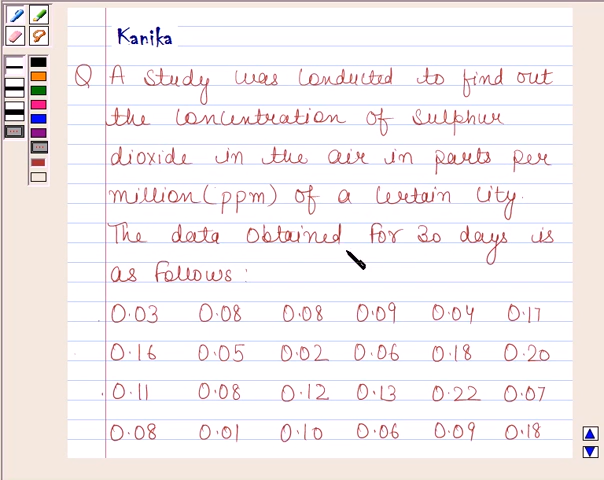 Kanika
Q A study was conducted to find out
the concentration of Sulphur
dioxide in the air in parts per
million (ppm) of a certain city.
The data obtained for 30 days is
as follows:
0.03 0.08 0.08 0.09 0.04 0.17
0.16 0.05 0.02 0.06 0.18 0.20
0.11 0.08 0.12 0.13 0.22 0.07
0.08 0.01 0.10 0.06 0.09 0.18